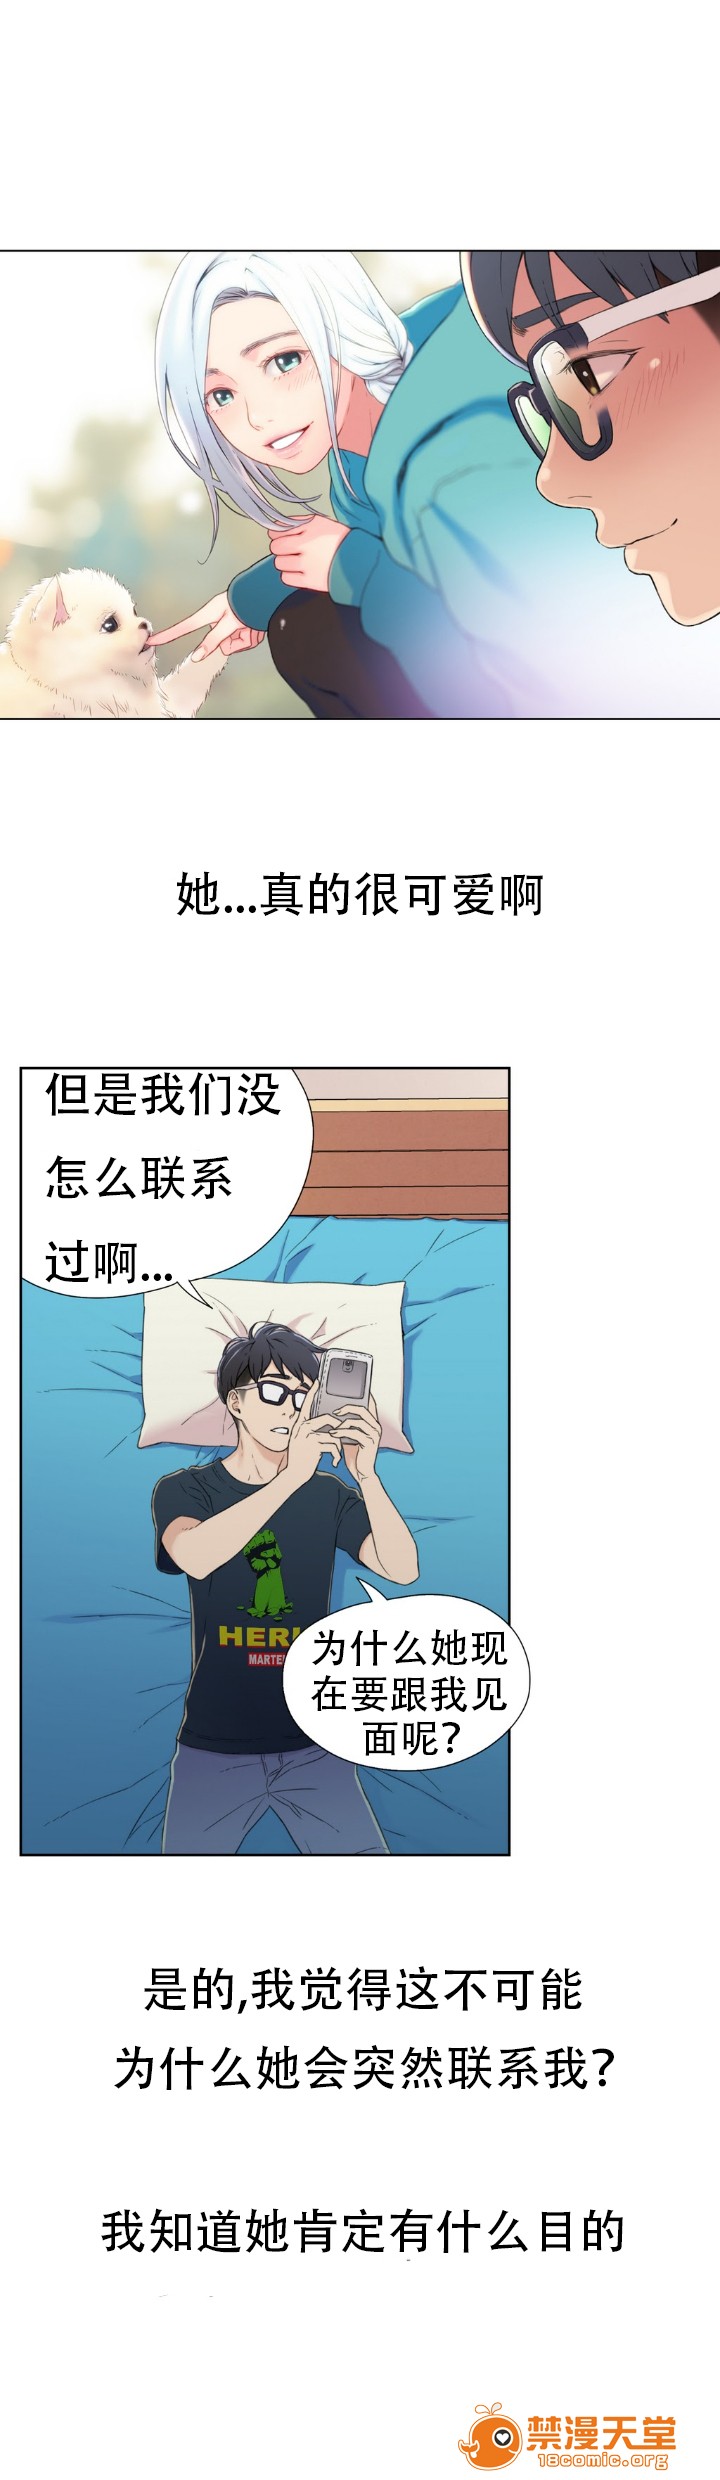 她...真的很可爱啊
但是我们没
怎么联系
过啊...
HER
MARTE
为什么她现
在要跟我见
面呢?
是的,我觉得这不可能
为什么她会突然联系我?
我知道她肯定有什么目的
禁漫天堂
18comic.org